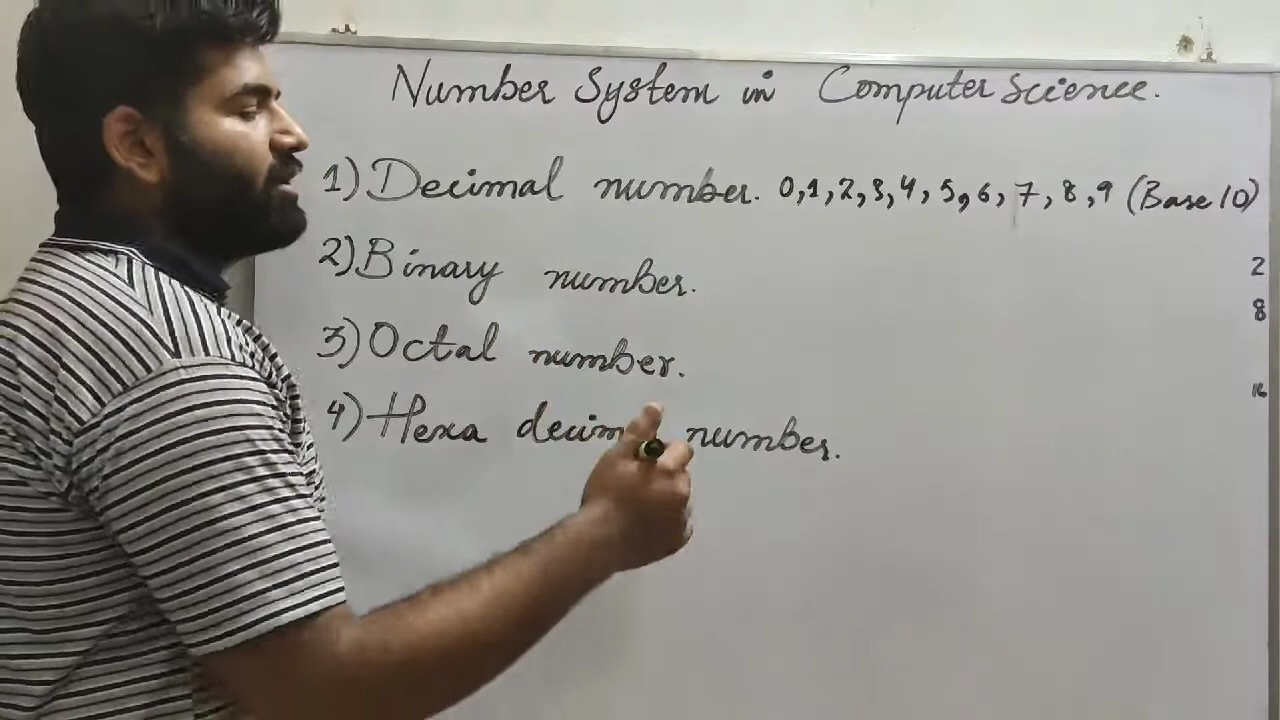 Number System in Computer Science.
1) Decimal number. 0,1,2,3,4,5,6,7,8,9 (Base 10)
2) Binary number. 2
3) Octal number. 8
4) Hexa decim number. 16